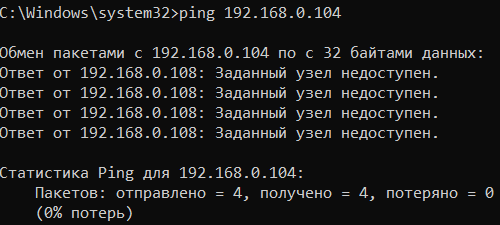 C:\Windows\system32>ping 192.168.0.104
Обмен пакетами с 192.168.0.104 по с 32 байтами данных:
Ответ от 192.168.0.108: Заданный узел недоступен.
Ответ от 192.168.0.108: Заданный узел недоступен.
Ответ от 192.168.0.108: Заданный узел недоступен.
Ответ от 192.168.0.108: Заданный узел недоступен.
Статистика Ping для 192.168.0.104:
Пакетов: отправлено = 4, получено = 4, потеряно = 0
(0% потерь)